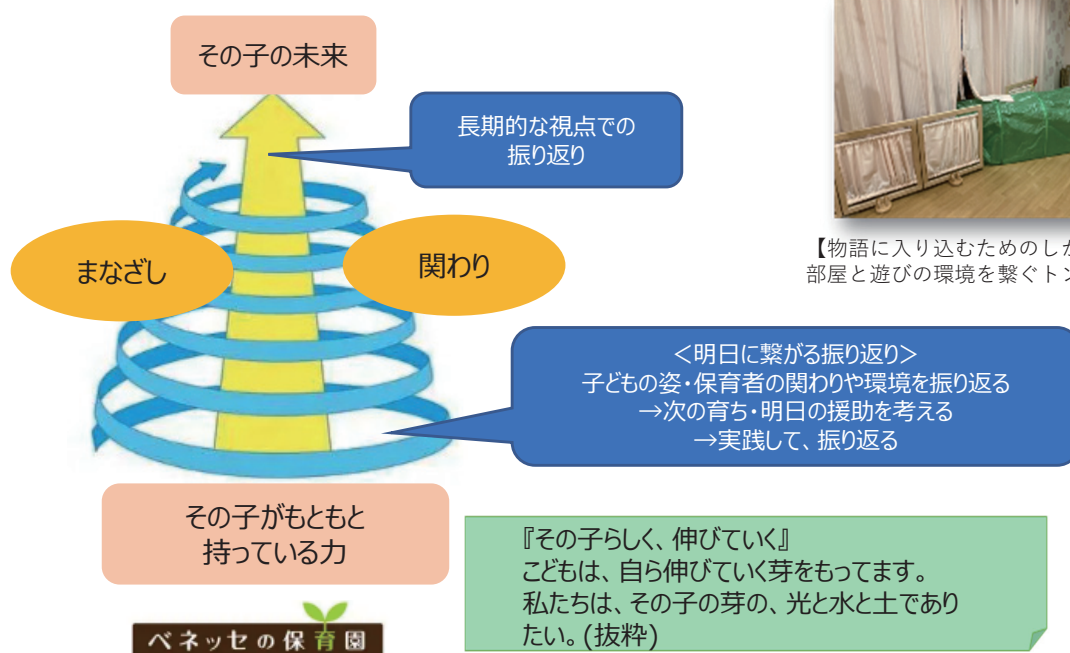 その子の未来
長期的な視点での
振り返り
まなざし
関わり
【物語に入り込むためのしか
部屋と遊びの環境を繋ぐトン
＜明日に繋がる振り返り＞
子どもの姿・保育者の関わりや環境を振り返る
→次の育ち・明日の援助を考える
→実践して、振り返る
その子がもともと
持っている力
『その子らしく、伸びていく』
こどもは、自ら伸びていく芽をもってます。
私たちは、その子の芽の、光と水と土であり
たい。(抜粋)
ベネッセの保育園